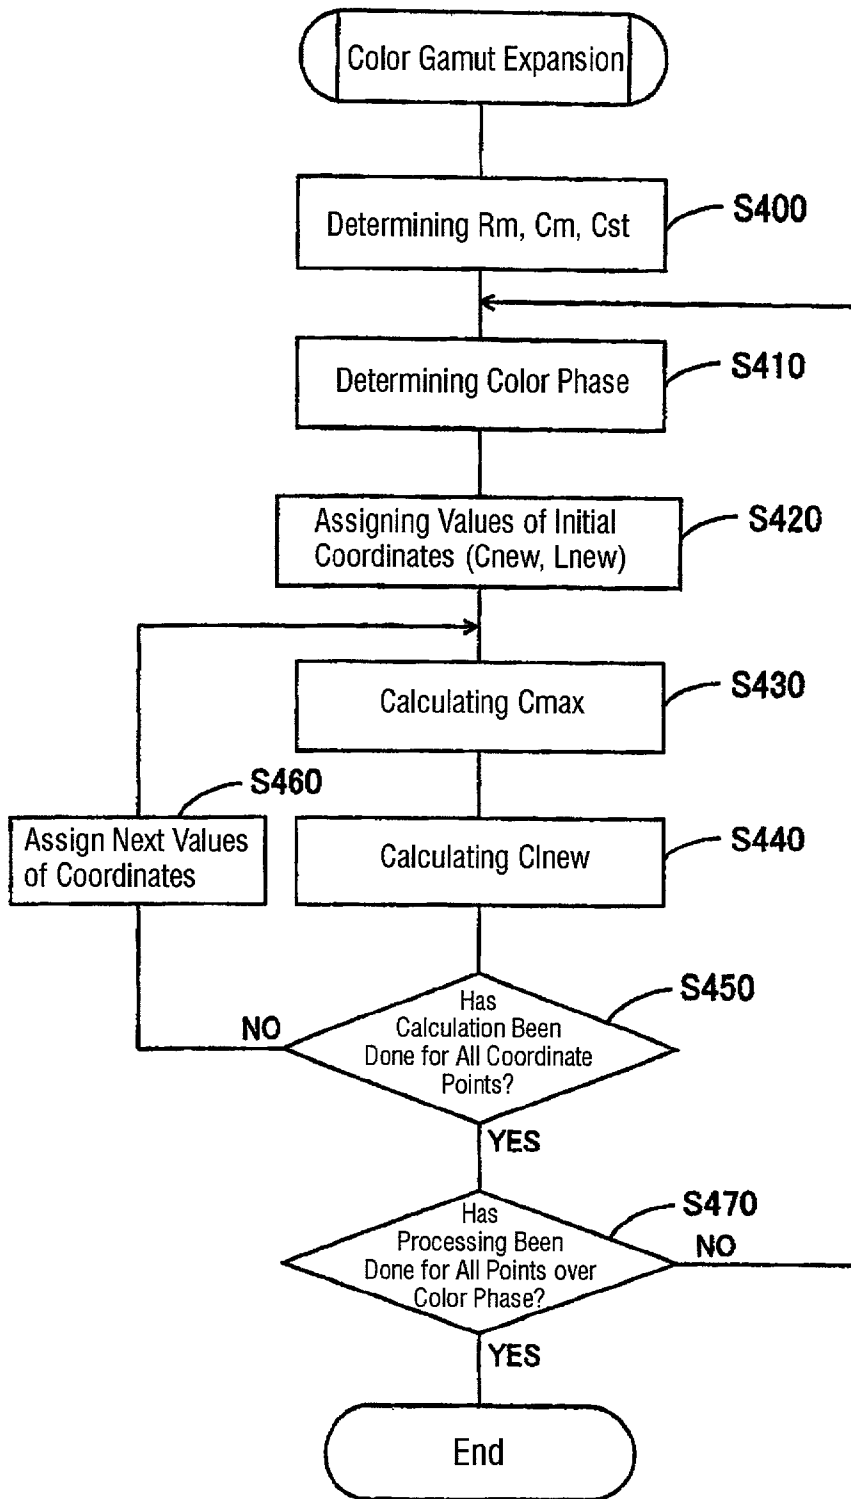 Color Gamut Expansion
Determining Rm, Cm, Cst
S400
Determining Color Phase
S410
Assigning Values of Initial
Coordinates (Cnew, Lnew)
S420
Calculating Cmax
S430
S460
Assign Next Values
of Coordinates
Calculating Clnew
S440
Has
Calculation Been
Done for All Coordinate
Points?
S450
NO
YES
Has
Processing Been
Done for All Points over
Color Phase?
S470
NO
YES
End